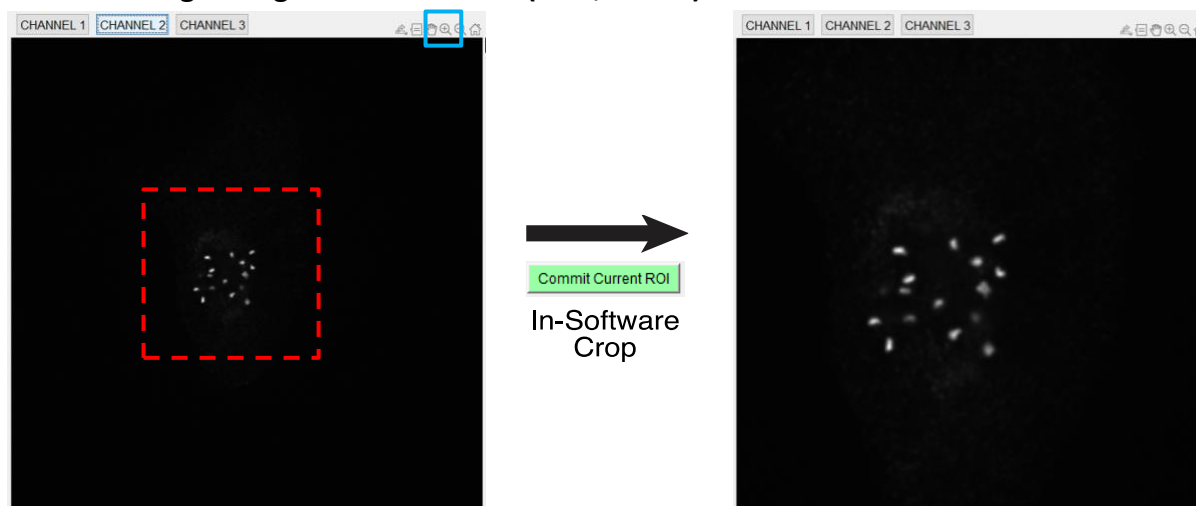 CHANNEL 1 CHANNEL 2 CHANNEL 3
CHANNEL 1 CHANNEL 2 CHANNEL 3
Commit Current ROI
In-Software
Crop